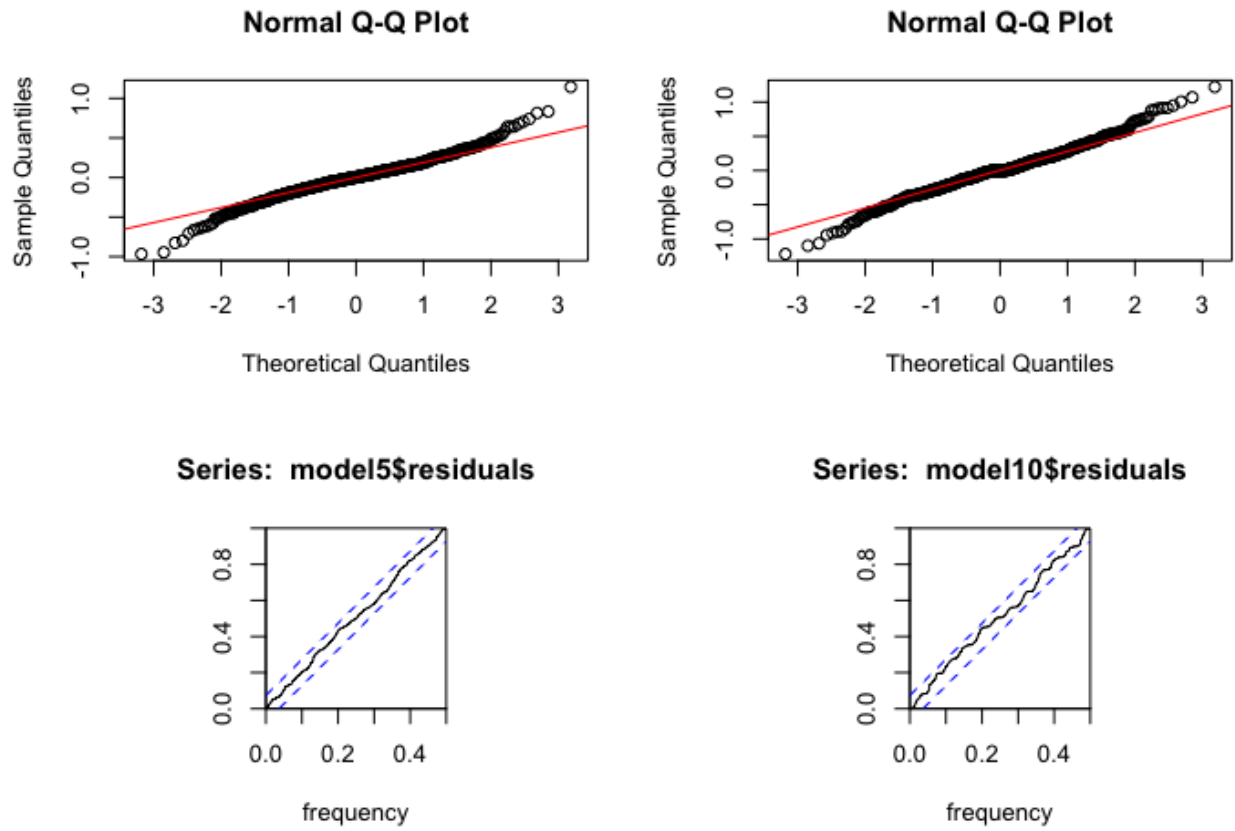 Normal Q-Q Plot
Sample Quantiles
1.0
0.0
-1.0
-3 -2 -1 0 1 2 3
Theoretical Quantiles
Normal Q-Q Plot
Sample Quantiles
1.0
0.0
-1.0
-3 -2 -1 0 1 2 3
Theoretical Quantiles
Series: model5$residuals
0.8
0.4
0.0
0.0 0.2 0.4
frequency
Series: model10$residuals
0.8
0.4
0.0
0.0 0.2 0.4
frequency